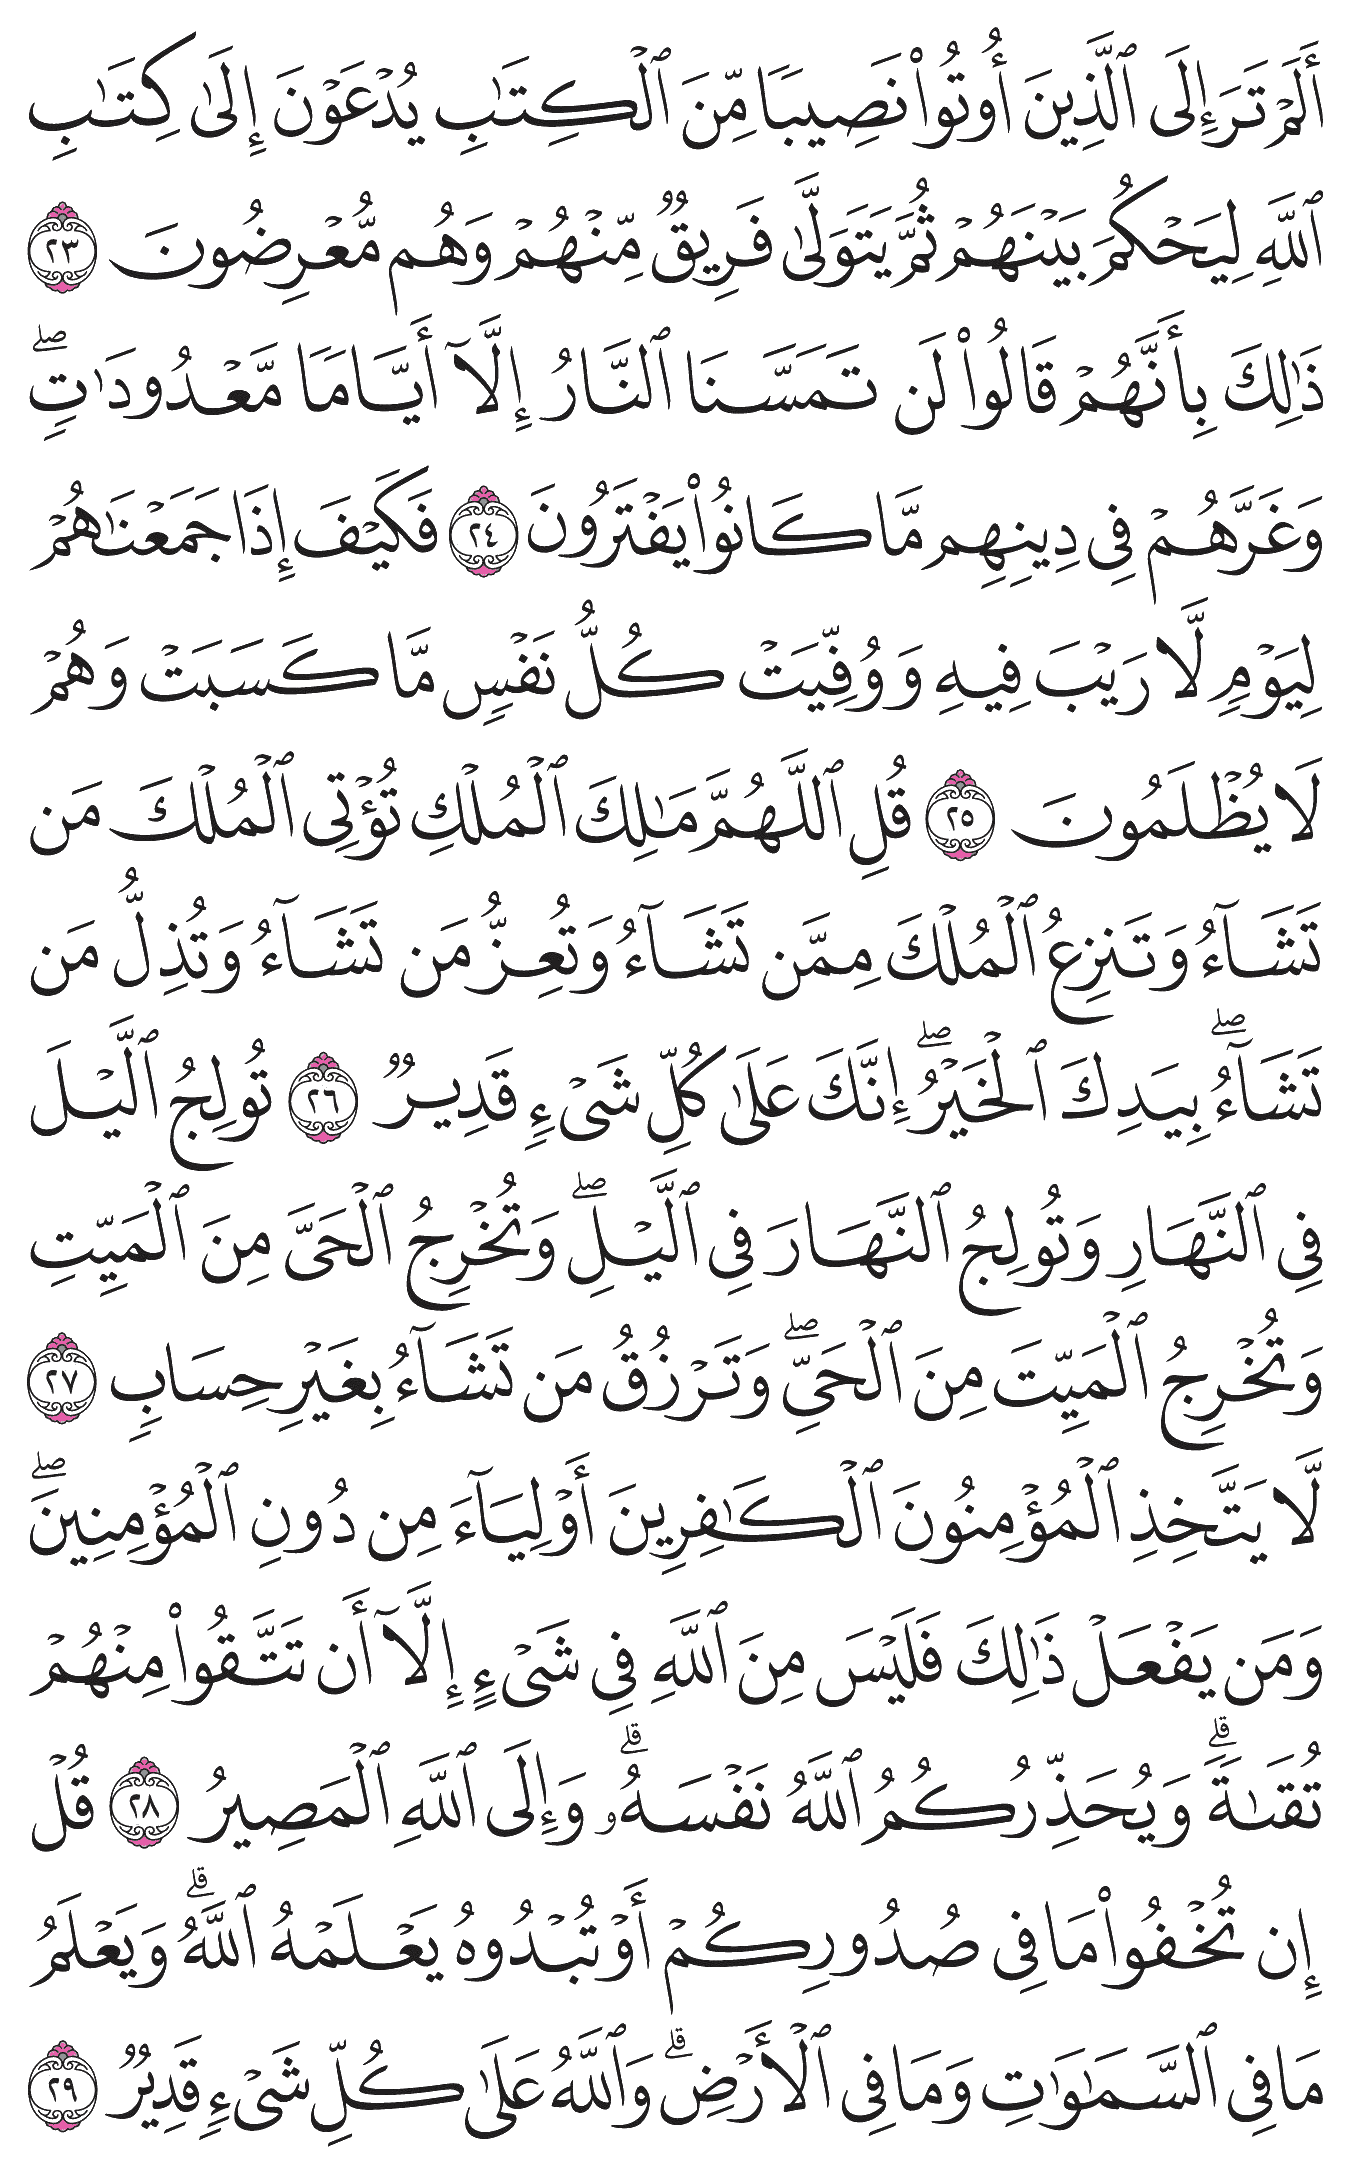 أَلَمۡ تَرَ إِلَى ٱلَّذِينَ أُوتُواْ نَصِيبٗا مِّنَ ٱلۡكِتَٰبِ يُدۡعَوۡنَ إِلَىٰ كِتَٰبِ
ٱللَّهِ لِيَحۡكُمَ بَيۡنَهُمۡ ثُمَّ يَتَوَلَّىٰ فَرِيقٞ مِّنۡهُمۡ وَهُم مُّعۡرِضُونَ ٢٣
ذَٰلِكَ بِأَنَّهُمۡ قَالُواْ لَن تَمَسَّنَا ٱلنَّارُ إِلَّآ أَيَّامٗا مَّعۡدُودَٰتٖۖ
وَغَرَّهُمۡ فِي دِينِهِم مَّا كَانُواْ يَفۡتَرُونَ ٢٤ فَكَيۡفَ إِذَا جَمَعۡنَٰهُمۡ
لِيَوۡمٖ لَّا رَيۡبَ فِيهِ وَوُفِّيَتۡ كُلُّ نَفۡسٖ مَّا كَسَبَتۡ وَهُمۡ
لَا يُظۡلَمُونَ ٢٥ قُلِ ٱللَّهُمَّ مَٰلِكَ ٱلۡمُلۡكِ تُؤۡتِي ٱلۡمُلۡكَ مَن
تَشَآءُ وَتَنزِعُ ٱلۡمُلۡكَ مِمَّن تَشَآءُ وَتُعِزُّ مَن تَشَآءُ وَتُذِلُّ مَن
تَشَآءُۖ بِيَدِكَ ٱلۡخَيۡرُۖ إِنَّكَ عَلَىٰ كُلِّ شَيۡءٖ قَدِيرٞ ٢٦ تُولِجُ ٱلَّيۡلَ
فِي ٱلنَّهَارِ وَتُولِجُ ٱلنَّهَارَ فِي ٱلَّيۡلِۖ وَتُخۡرِجُ ٱلۡحَيَّ مِنَ ٱلۡمَيِّتِ
وَتُخۡرِجُ ٱلۡمَيِّتَ مِنَ ٱلۡحَيِّۖ وَتَرۡزُقُ مَن تَشَآءُ بِغَيۡرِ حِسَابٖ ٢٧
لَّا يَتَّخِذِ ٱلۡمُؤۡمِنُونَ ٱلۡكَٰفِرِينَ أَوۡلِيَآءَ مِن دُونِ ٱلۡمُؤۡمِنِينَۖ
وَمَن يَفۡعَلۡ ذَٰلِكَ فَلَيۡسَ مِنَ ٱللَّهِ فِي شَيۡءٍ إِلَّآ أَن تَتَّقُواْ مِنۡهُمۡ
تُقَىٰةٗۗ وَيُحَذِّرُكُمُ ٱللَّهُ نَفۡسَهُۥۗ وَإِلَى ٱللَّهِ ٱلۡمَصِيرُ ٢٨ قُلۡ
إِن تُخۡفُواْ مَا فِي صُدُورِكُمۡ أَوۡ تُبۡدُوهُ يَعۡلَمۡهُ ٱللَّهُۗ وَيَعۡلَمُ
مَا فِي ٱلسَّمَٰوَٰتِ وَمَا فِي ٱلۡأَرۡضِۗ وَٱللَّهُ عَلَىٰ كُلِّ شَيۡءٖ قَدِيرٞ ٢٩